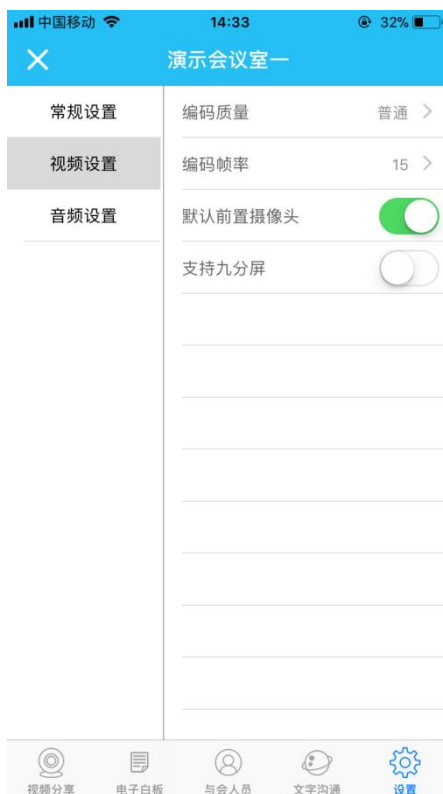 中国移动 14:33 32%
演示会议室一
常规设置
视频设置
音频设置
编码质量 普通
编码帧率 15
默认前置摄像头
支持九分屏
视频分享 电子白板 与会人员 文字沟通 设置